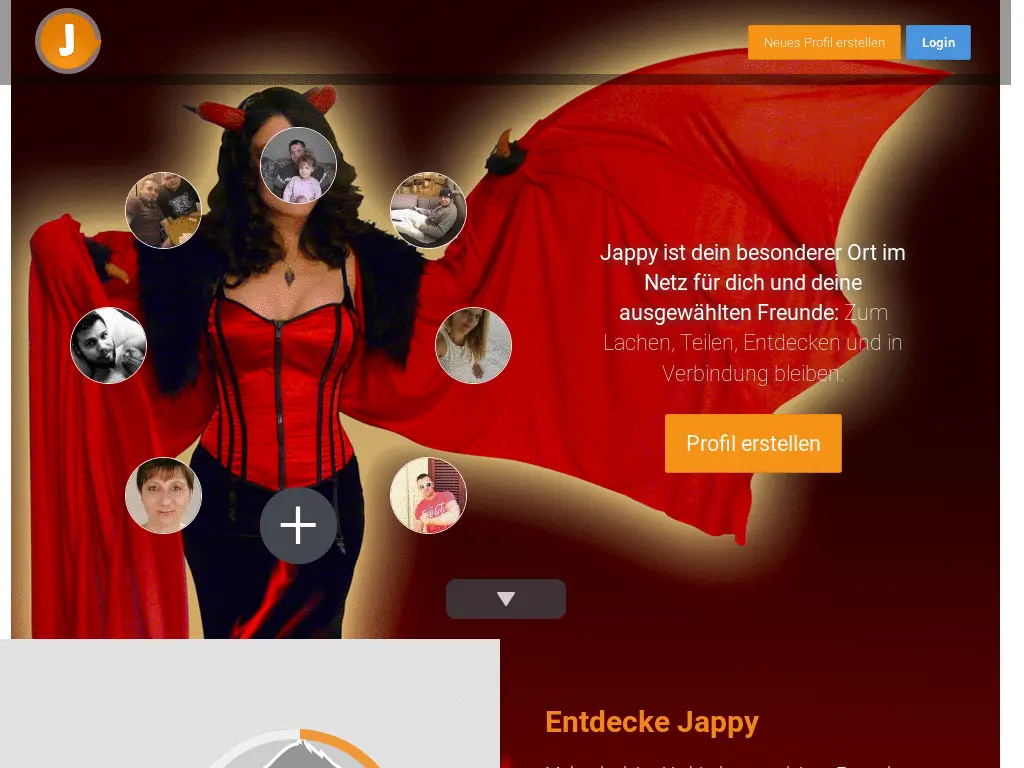 J
Neues Profil erstellen
Login
Jappy ist dein besonderer Ort im
Netz für dich und deine
ausgewählten Freunde: Zum
Lachen, Teilen, Entdecken und in
Verbindung bleiben.
Profil erstellen
Entdecke Jappy